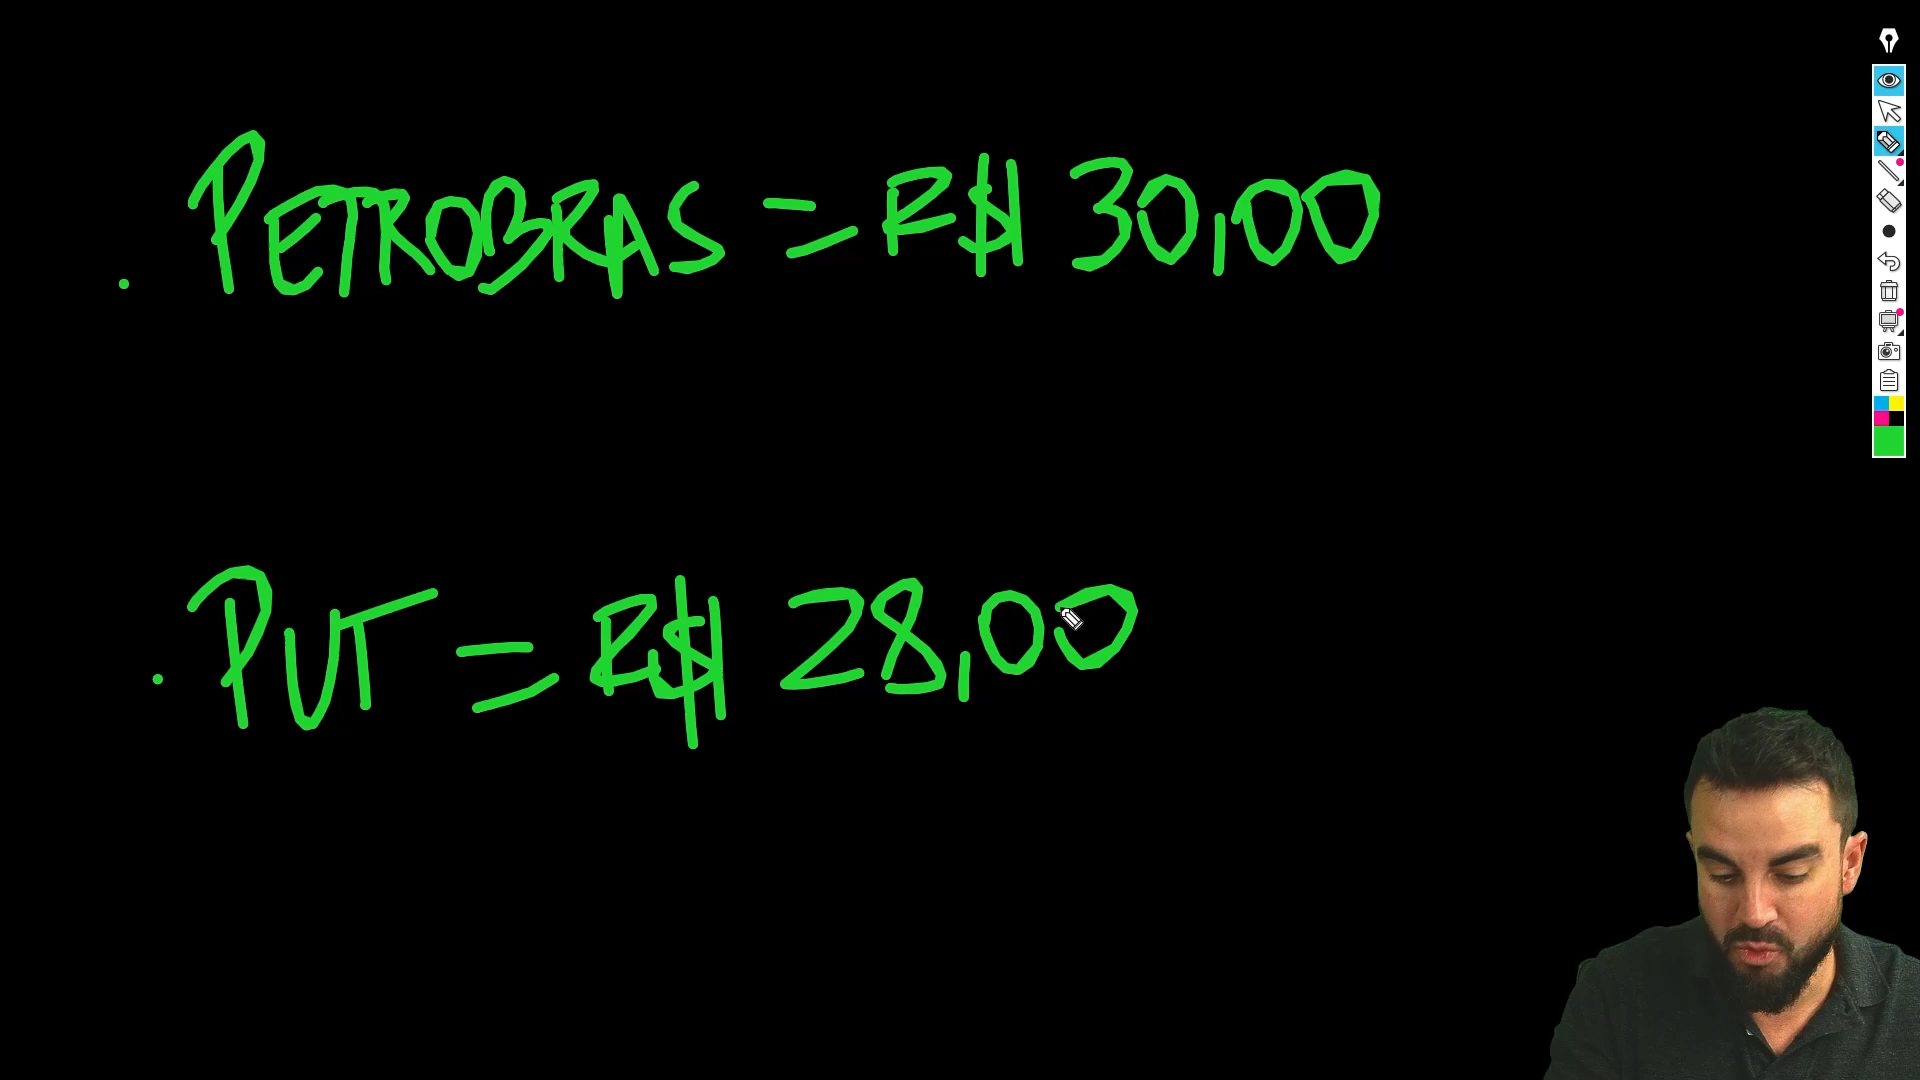 . PETROBRAS = R$ 30,00
. PUT = R$ 28,00